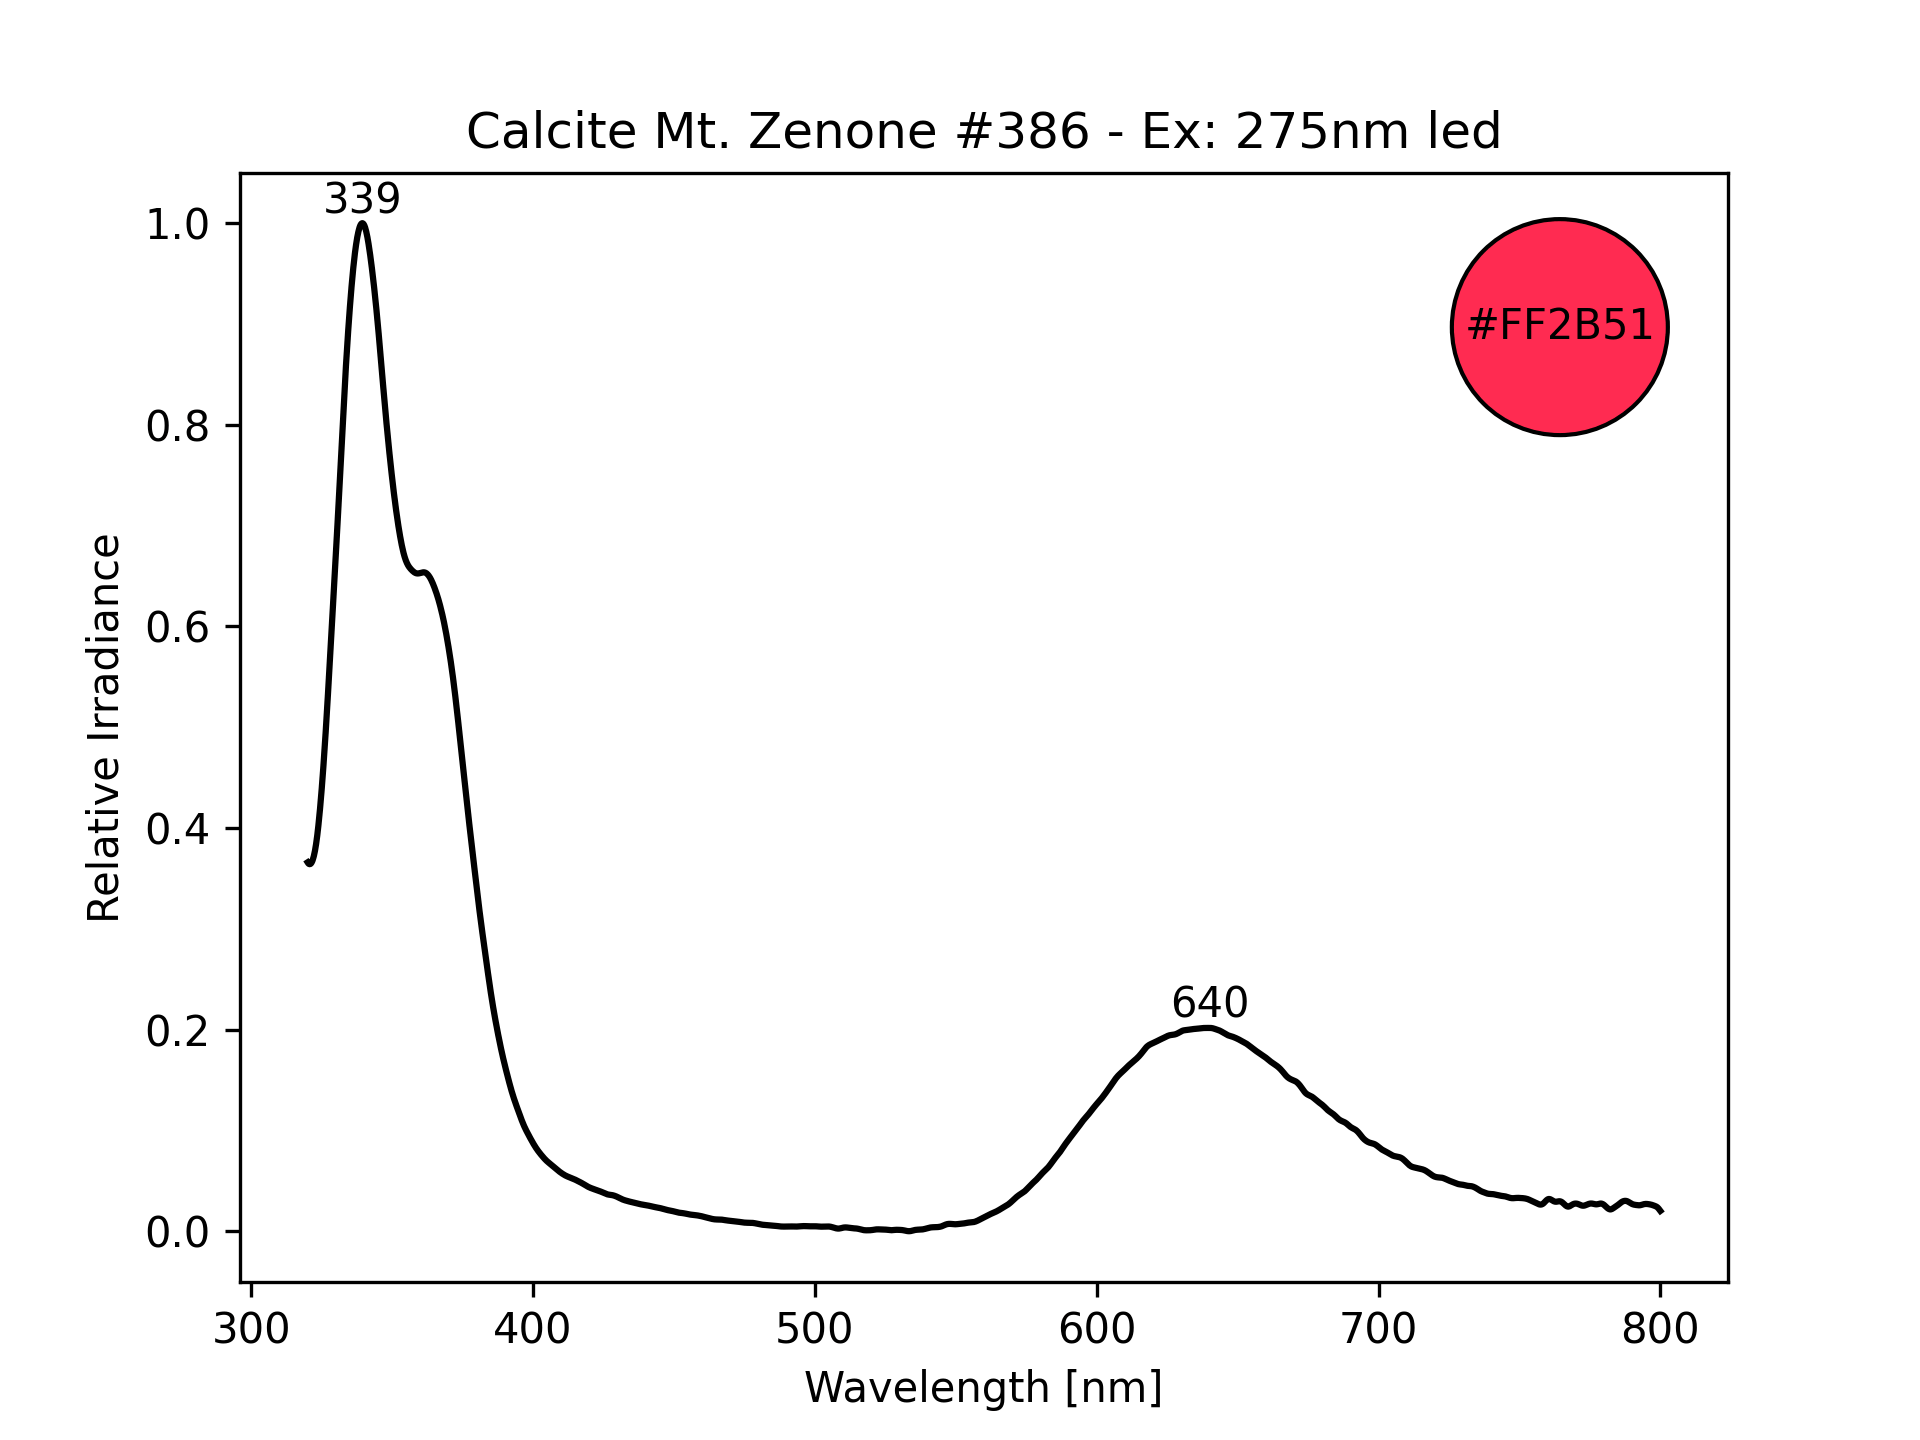 Calcite Mt. Zenone #386 - Ex: 275nm led
339
1.0
#FF2B51
0.8
0.6
Relative Irradiance
0.4
640
0.2
0.0
300 400 500 600 700 800
Wavelength [nm]